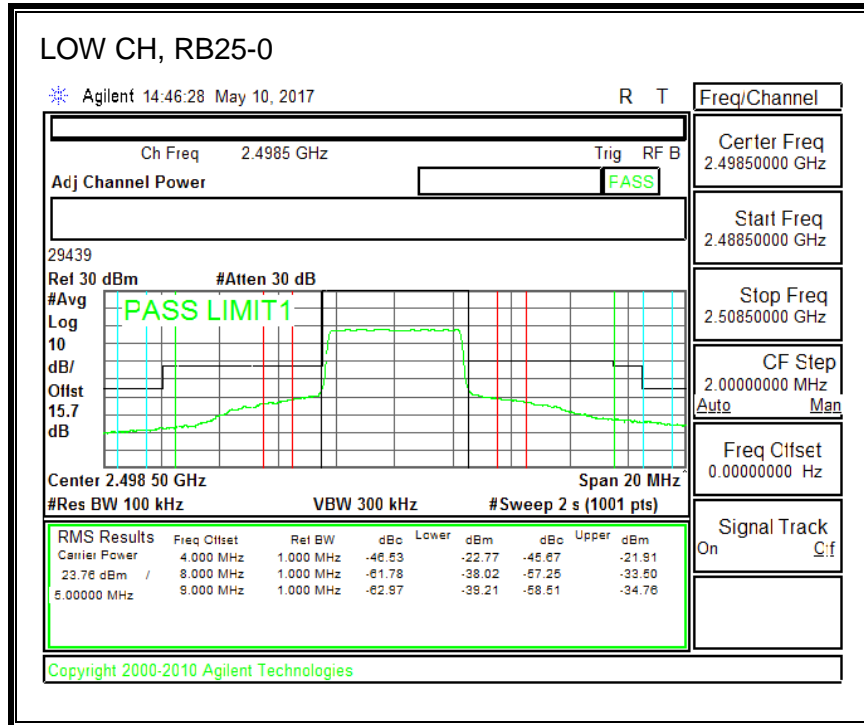 LOW CH, RB25-0
Agilent 14:46:28 May 10, 2017 R T
Ch Freq 2.4985 GHz Trig RF B
Adj Channel Power PASS
29439
Ref 30 dBm #Atten 30 dB
#Avg
Log
10
dB/
Offst
15.7
dB
PASS LIMIT1
Center 2.498 50 GHz Span 20 MHz
#Res BW 100 kHz VBW 300 kHz #Sweep 2 s (1001 pts)
RMS Results Freq Offset Ref BW dBc Lower dBm dBc Upper dBm
Carrier Power 4.000 MHz 1.000 MHz -46.53 -22.77 -45.67 -21.91
23.76 dBm / 8.000 MHz 1.000 MHz -61.78 -38.02 -57.25 -33.50
5.00000 MHz 9.000 MHz 1.000 MHz -62.97 -39.21 -58.51 -34.76
Copyright 2000-2010 Agilent Technologies
Freq/Channel
Center Freq
2.49850000 GHz
Start Freq
2.48850000 GHz
Stop Freq
2.50850000 GHz
CF Step
2.00000000 MHz
Auto Man
Freq Offset
0.00000000 Hz
Signal Track
On Off